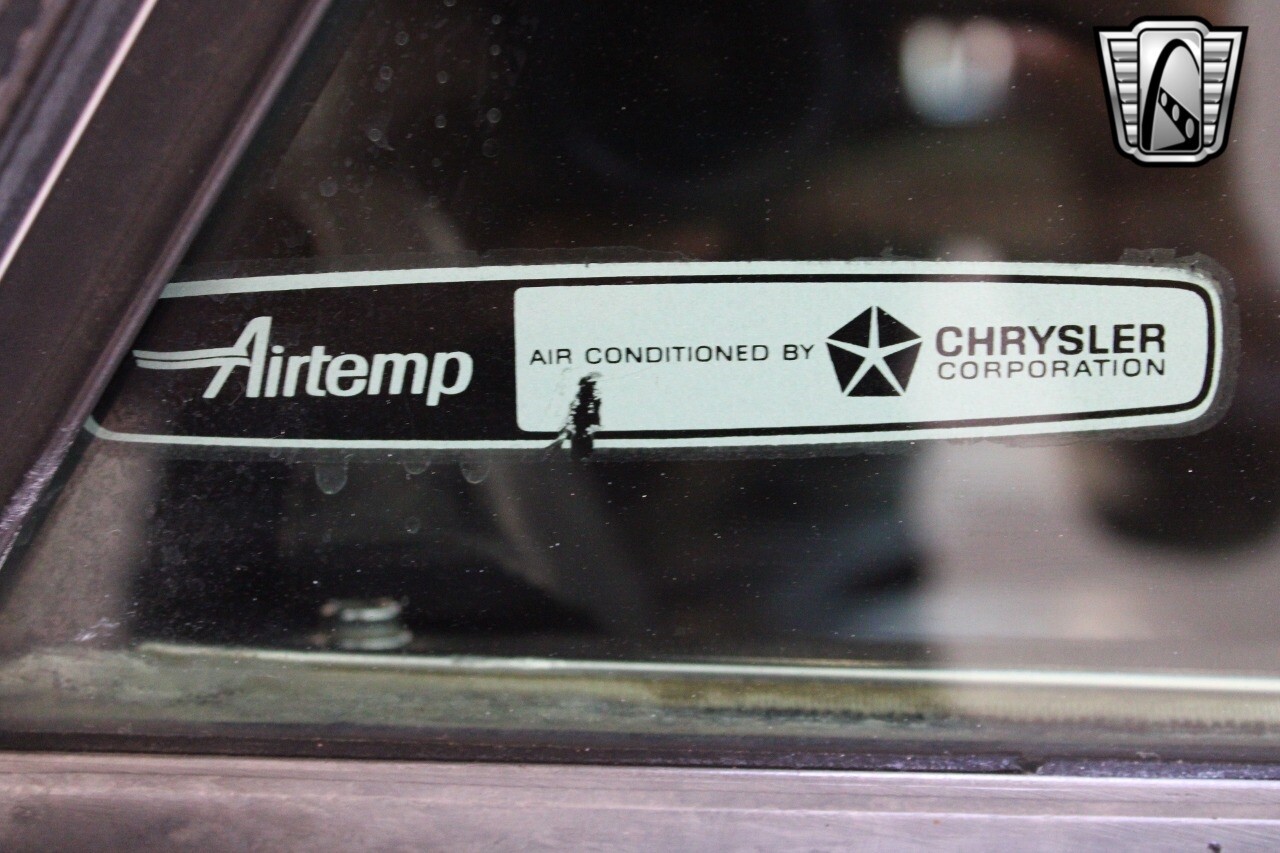 Airtemp
AIR CONDITIONED BY
CHRYSLER
CORPORATION